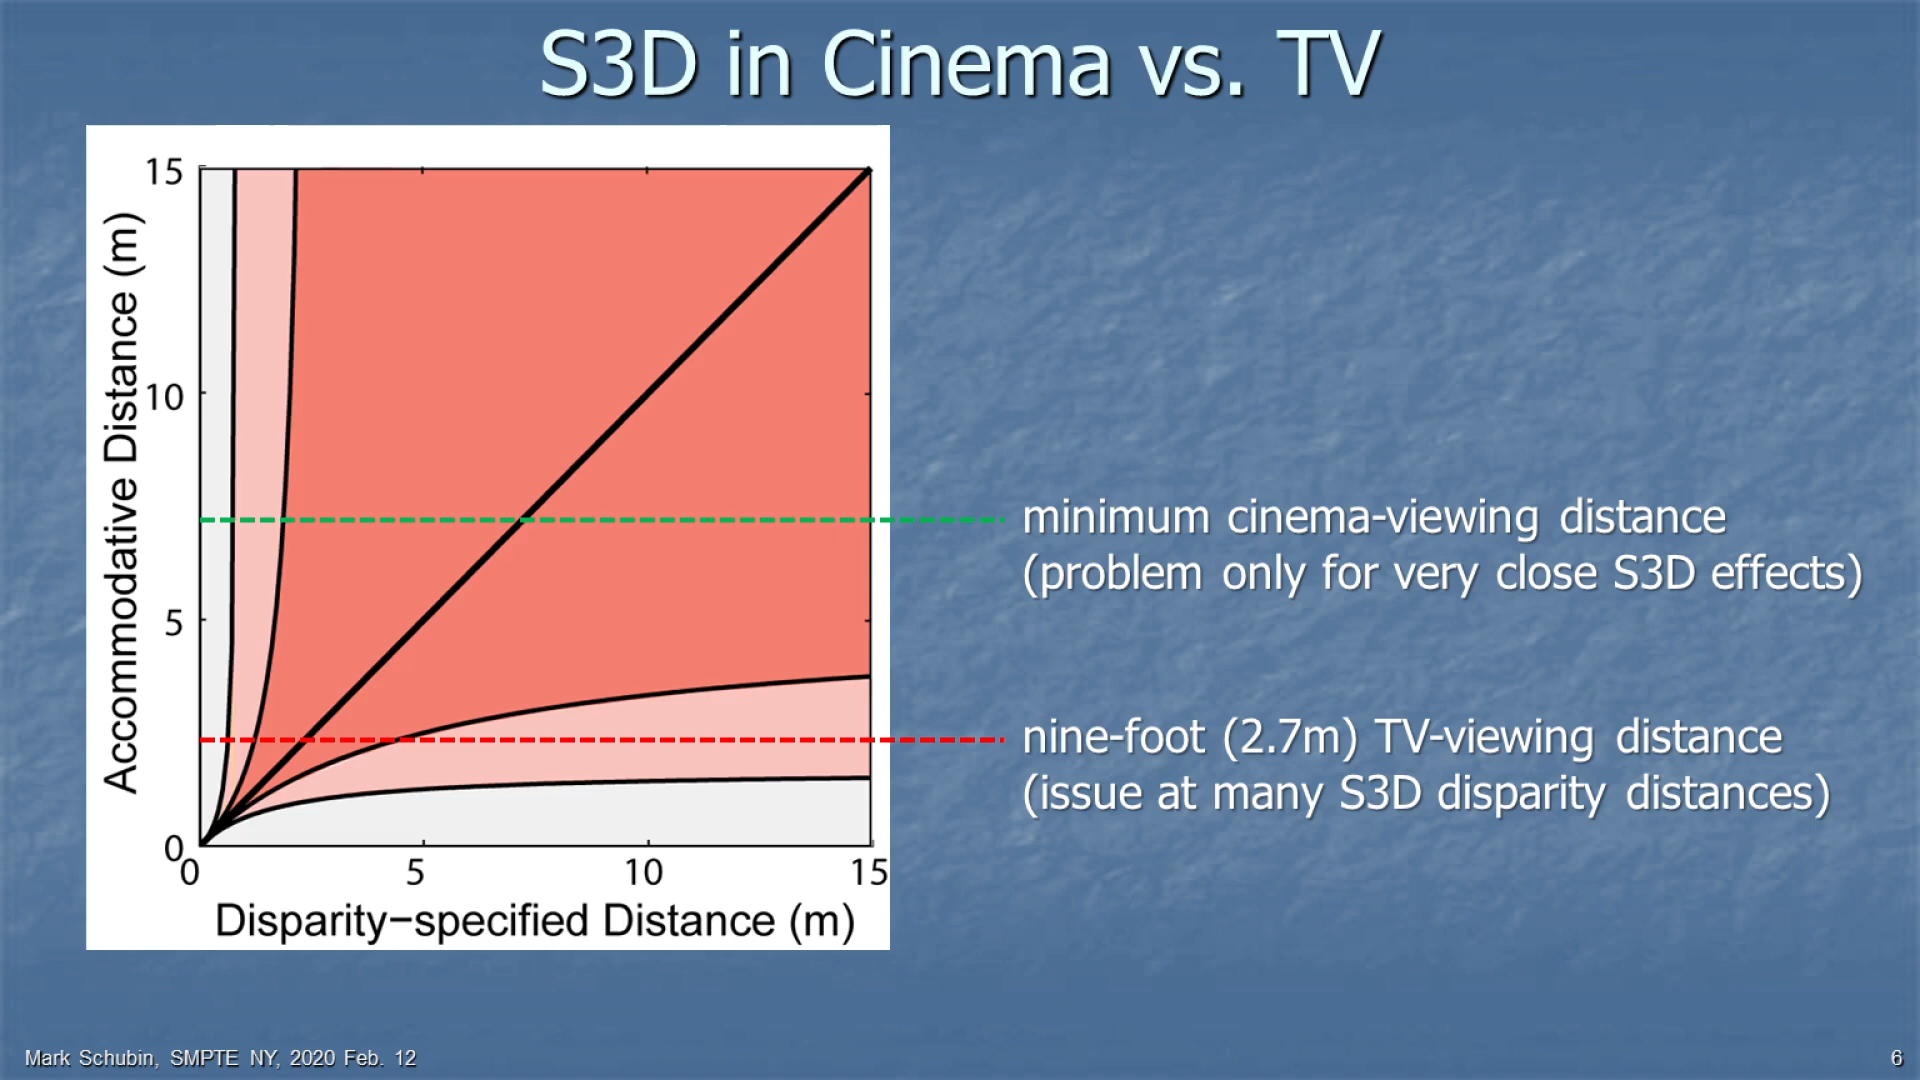 S3D in Cinema vs. TV
15
10
5
0
Accommodative Distance (m)
0 5 10 15
Disparity−specified Distance (m)
minimum cinema-viewing distance
(problem only for very close S3D effects)
nine-foot (2.7m) TV-viewing distance
(issue at many S3D disparity distances)
Mark Schubin, SMPTE NY, 2020 Feb. 12
6